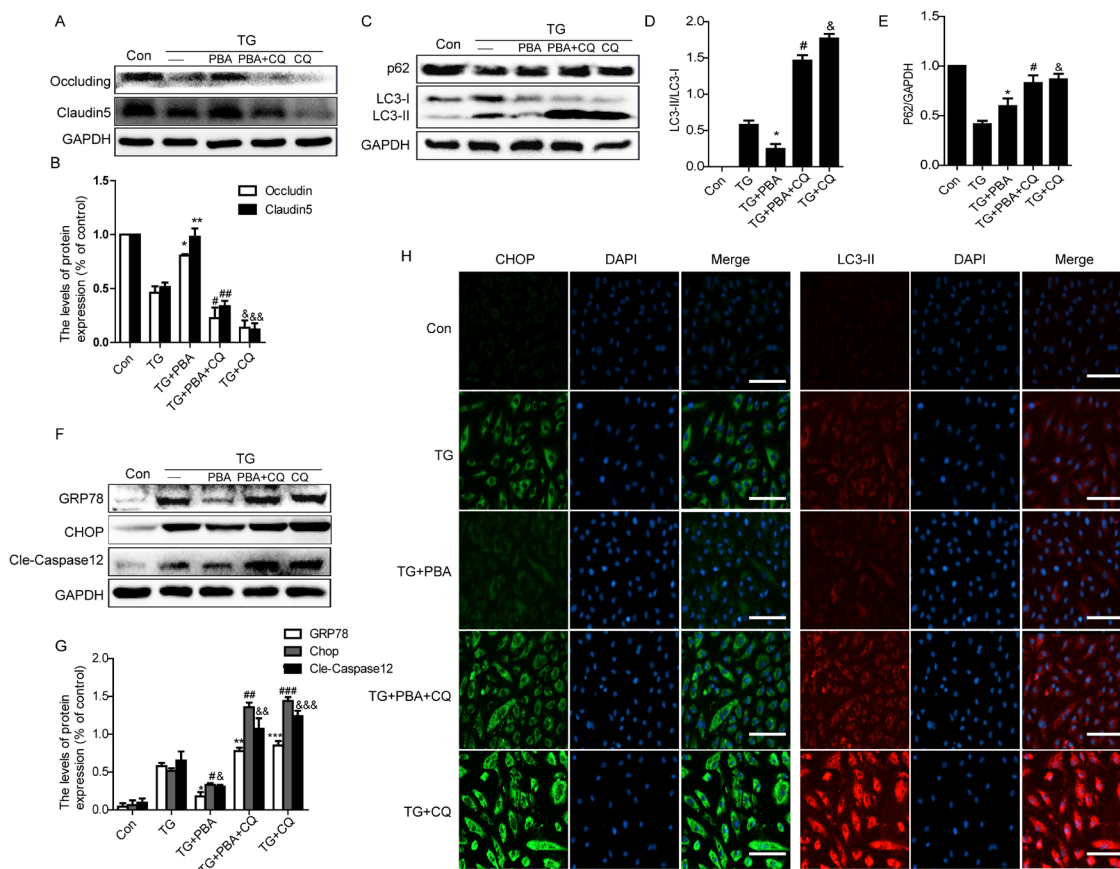 A
TG
Con
—
PBA
PBA+CQ
CQ
Occluding
Claudin5
GAPDH
B
Occludin
Claudin5
The levels of protein
expression (% of control)
1.5
1.0
0.5
0.0
Con
TG
TG+PBA
TG+PBA+CQ
TG+CQ
*
**
#
##
&
&&
C
TG
Con
—
PBA
PBA+CQ
CQ
p62
LC3-I
LC3-II
GAPDH
D
LC3-II/LC3-I
2.0
1.5
1.0
0.5
0.0
*
#
&
Con
TG
TG+PBA
TG+PBA+CQ
TG+CQ
E
P62/GAPDH
1.5
1.0
0.5
0.0
*
#
&
Con
TG
TG+PBA
TG+PBA+CQ
TG+CQ
F
TG
Con
—
PBA
PBA+CQ
CQ
GRP78
CHOP
Cle-Caspase12
GAPDH
G
GRP78
Chop
Cle-Caspase12
The levels of protein
expression (% of control)
2.0
1.5
1.0
0.5
0.0
*
#
&
**
##
&&
***
###
&&&
Con
TG
TG+PBA
TG+PBA+CQ
TG+CQ
H
CHOP
DAPI
Merge
LC3-II
DAPI
Merge
Con
TG
TG+PBA
TG+PBA+CQ
TG+CQ